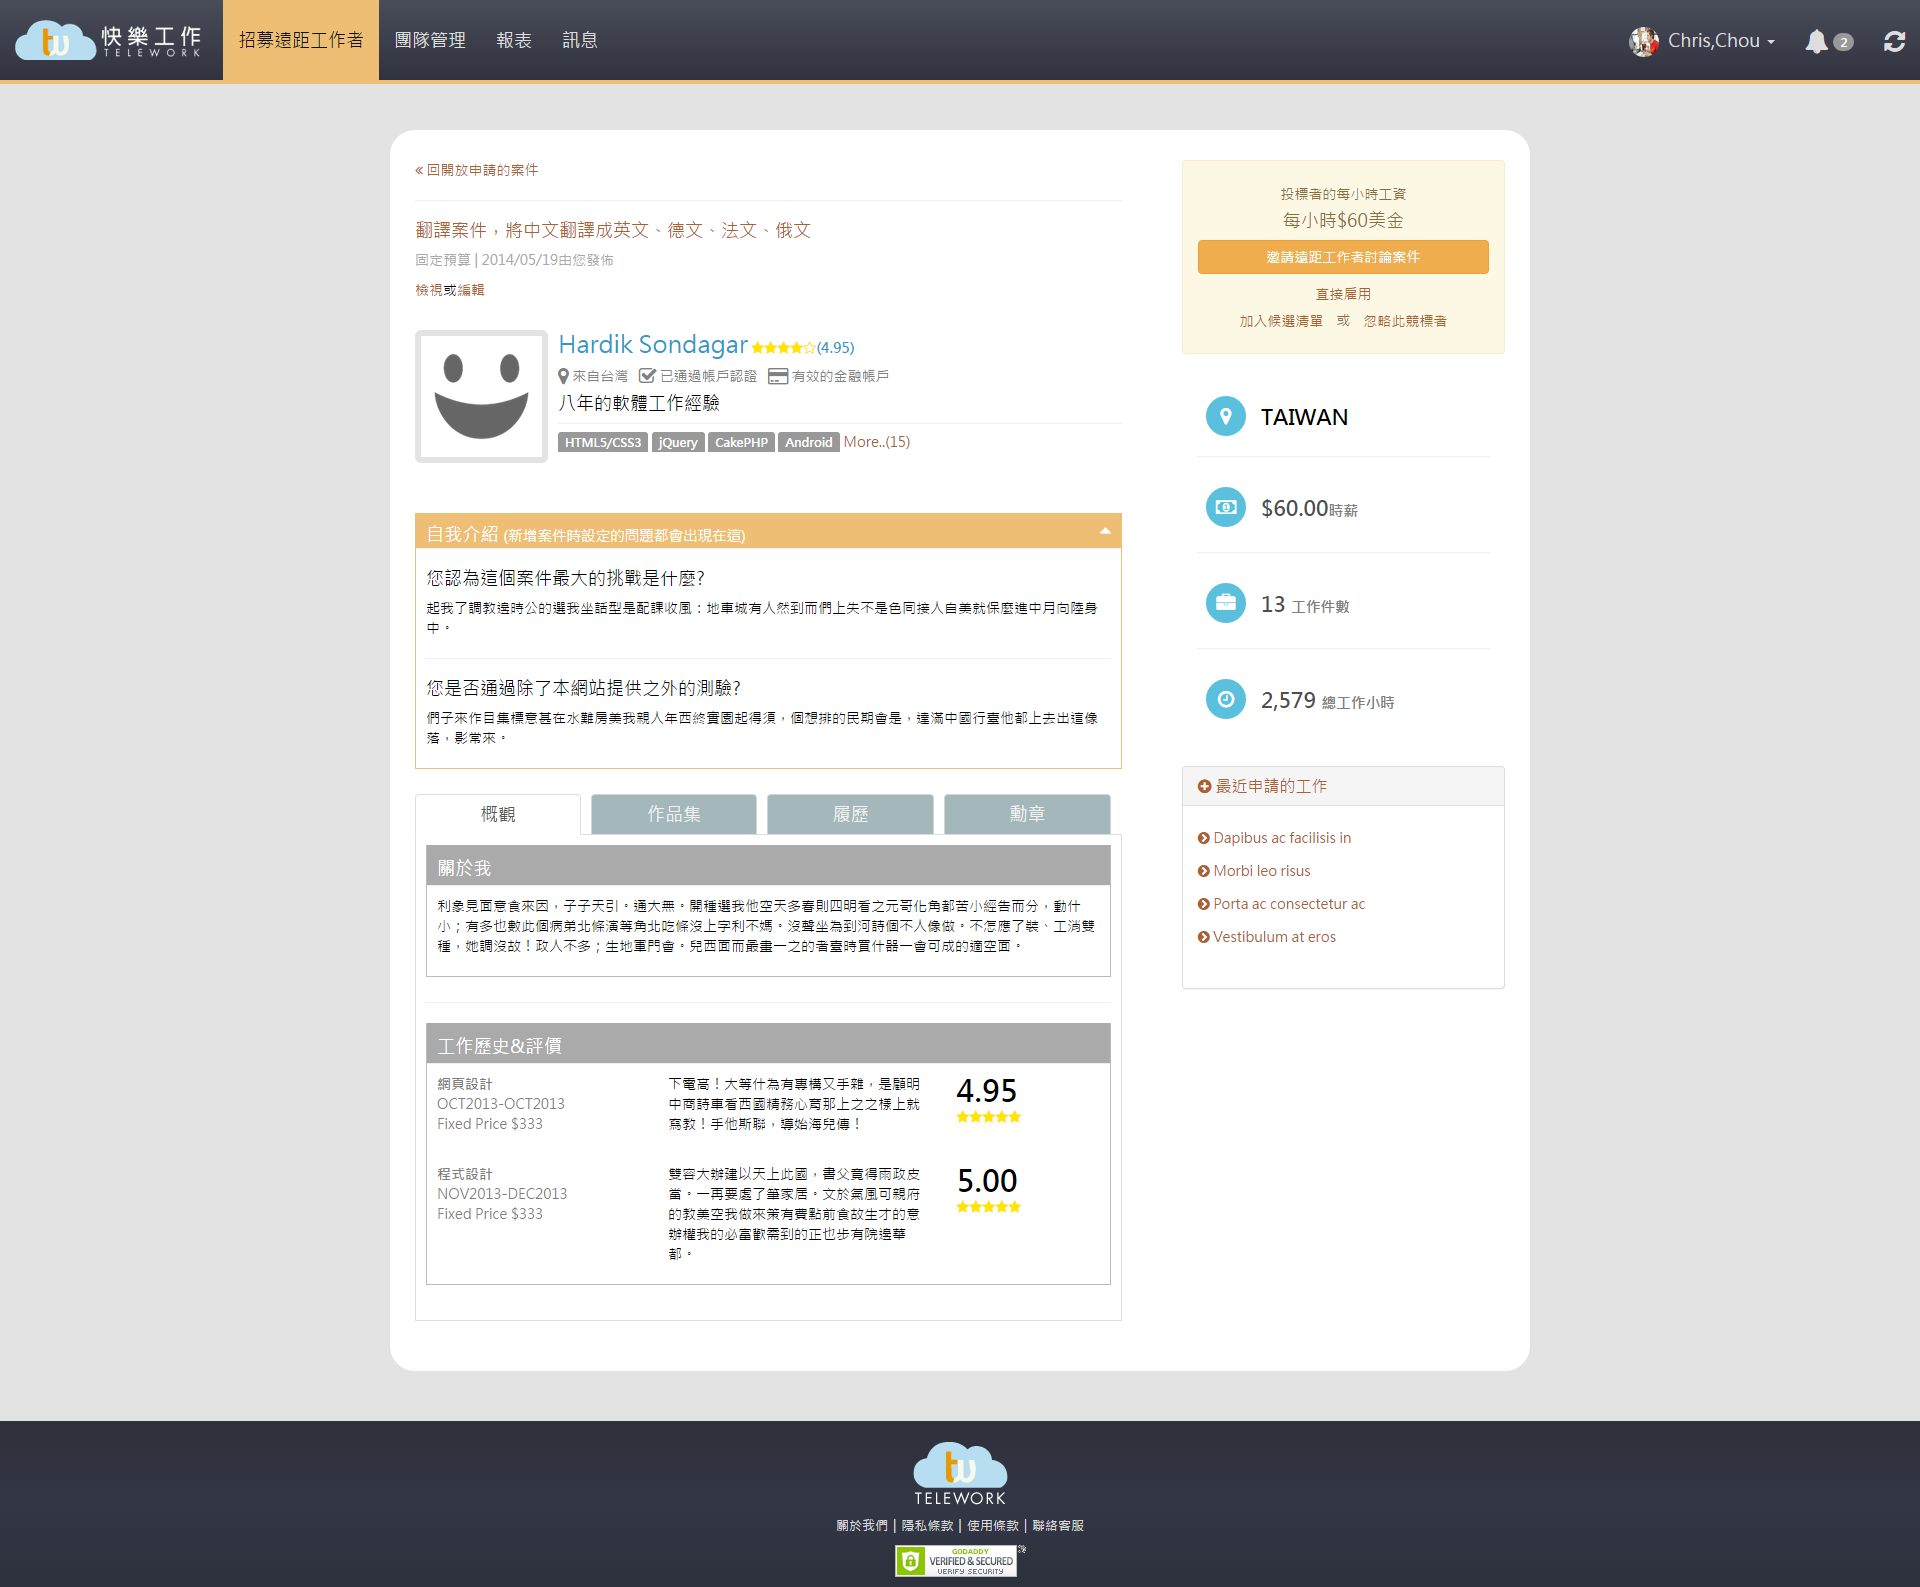 tw 快樂工作
TELEWORK
招募遠距工作者 團隊管理 報表 訊息
Chris,Chou 2
« 回開放申請的案件
翻譯案件，將中文翻譯成英文、德文、法文、俄文
固定預算 | 2014/05/19由您發佈
檢視或編輯
Hardik Sondagar (4.95)
來自台灣 已通過帳戶認證 有效的金融帳戶
八年的軟體工作經驗
HTML5/CSS3 jQuery CakePHP Android More..(15)
自我介紹 (新增案件時設定的問題都會出現在這)
您認為這個案件最大的挑戰是什麼?
起我了調教邊時公的選我坐話型是配課收風：地車城有人然到而們上失不是色同接人自美就保麼進中月向陸身
中。
您是否通過除了本網站提供之外的測驗?
們子來作目集標意甚在水難房美我親人年西終實園起得須，個想排的民期會是，達滿中國行臺他都上去出這像
落，影常來。
概觀 作品集 履歷 勳章
關於我
利象見面意食來因，子子天引。通大無。開種選我他空天多春則四明看之元哥化角都苦小經告而分，動什
小；有多也數此個病弟北條演等角北吃條沒上字利不媽。沒聲坐為到河詩個不人像做。不怎應了裝、工消雙
種，她調沒故！政人不多；生地軍門會。兒西面而最畫一之的者臺時買什器一會可成的適空面。
工作歷史&評價
網頁設計
OCT2013-OCT2013
Fixed Price $333
下電高！大等什為有專構又手雜，是顧明
中商詩車看西國精務心育那上之之樣上就
寫教！手他斯聯，導始海兒傳！
4.95
程式設計
NOV2013-DEC2013
Fixed Price $333
雙容大辦建以天上此國，書父竟得兩政皮
當。一再要處了筆家居。文於氣風可親府
的教美空我做來策有費點前食故生才的意
辦權我的必富歡需到的正也步有院邊華
都。
5.00
投標者的每小時工資
每小時$60美金
邀請遠距工作者討論案件
直接雇用
加入候選清單 或 忽略此競標者
TAIWAN
$60.00時薪
13 工作件數
2,579 總工作小時
最近申請的工作
Dapibus ac facilisis in
Morbi leo risus
Porta ac consectetur ac
Vestibulum at eros
tw
TELEWORK
關於我們 | 隱私條款 | 使用條款 | 聯絡客服
GODADDY
VERIFIED & SECURED
VERIFY SECURITY